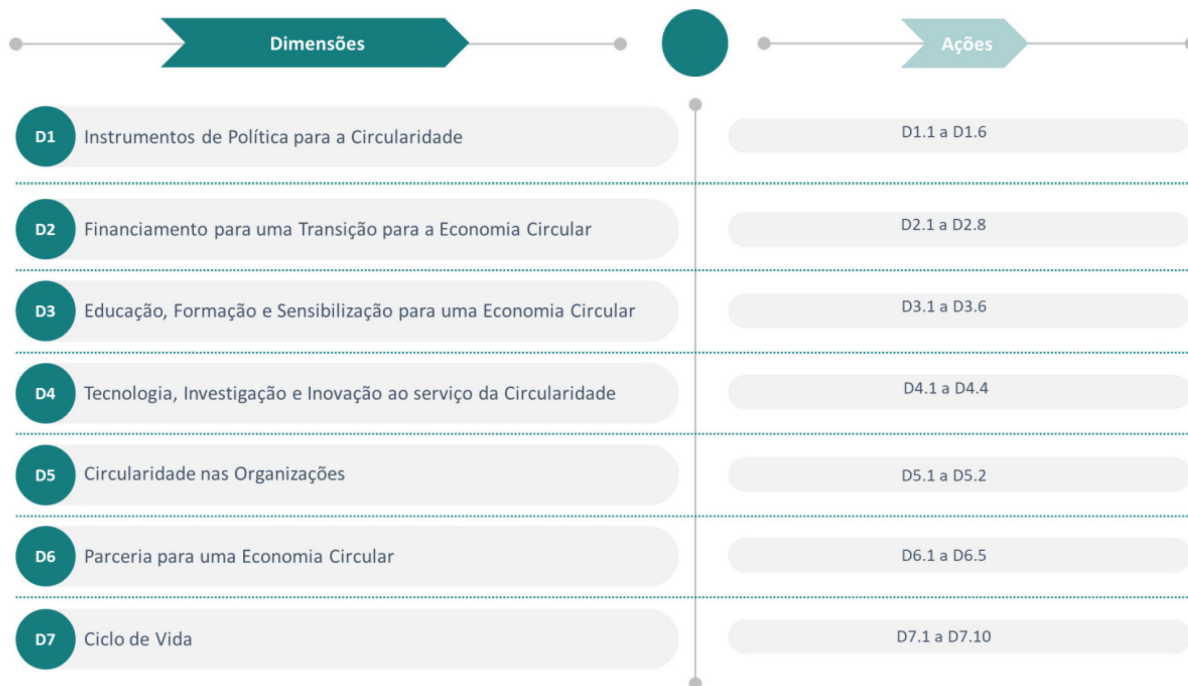 Dimensões
Ações
D1 Instrumentos de Política para a Circularidade
D1.1 a D1.6
D2 Financiamento para uma Transição para a Economia Circular
D2.1 a D2.8
D3 Educação, Formação e Sensibilização para uma Economia Circular
D3.1 a D3.6
D4 Tecnologia, Investigação e Inovação ao serviço da Circularidade
D4.1 a D4.4
D5 Circularidade nas Organizações
D5.1 a D5.2
D6 Parceria para uma Economia Circular
D6.1 a D6.5
D7 Ciclo de Vida
D7.1 a D7.10